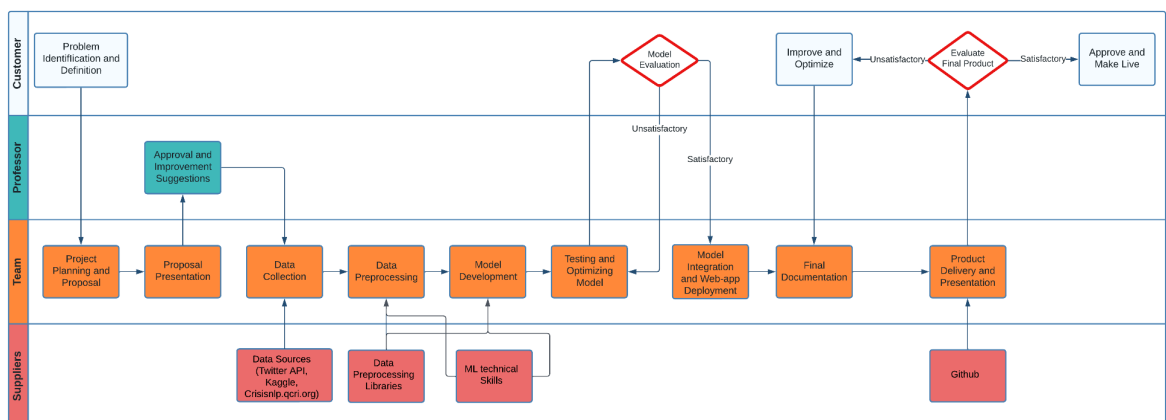 Customer
Problem
Identiflication and
Definition
Model
Evaluation
Improve and
Optimize
Unsatisfactory
Evaluate
Final Product
Satisfactory
Approve and
Make Live
Unsatisfactory
Satisfactory
Professor
Approval and
Improvement
Suggestions
Team
Project
Planning and
Proposal
Proposal
Presentation
Data
Collection
Data
Preprocessing
Model
Development
Testing and
Optimizing
Model
Model
Integration
and Web-app
Deployment
Final
Documentation
Product
Delivery and
Presentation
Suppliers
Data Sources
(Twitter API,
Kaggle,
Crisisnlp.qcri.org)
Data
Preprocessing
Libraries
ML technical
Skills
Github